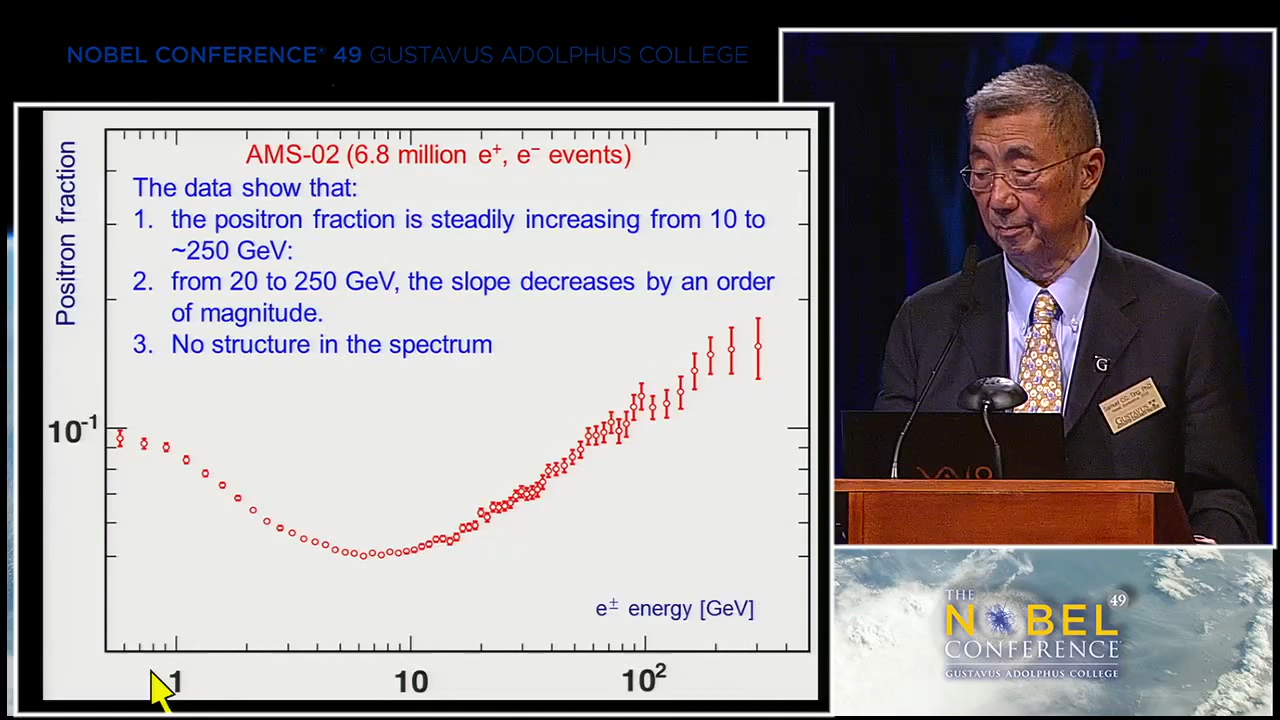 NOBEL CONFERENCE® 49 GUSTAVUS ADOLPHUS COLLEGE
Positron fraction
AMS-02 (6.8 million e⁺, e⁻ events)
The data show that:
1. the positron fraction is steadily increasing from 10 to
~250 GeV:
2. from 20 to 250 GeV, the slope decreases by an order
of magnitude.
3. No structure in the spectrum
10⁻¹
e± energy [GeV]
1 10 10²
G
GUSTAVUS
VAIO
THE
NOBEL 49
CONFERENCE
GUSTAVUS ADOLPHUS COLLEGE